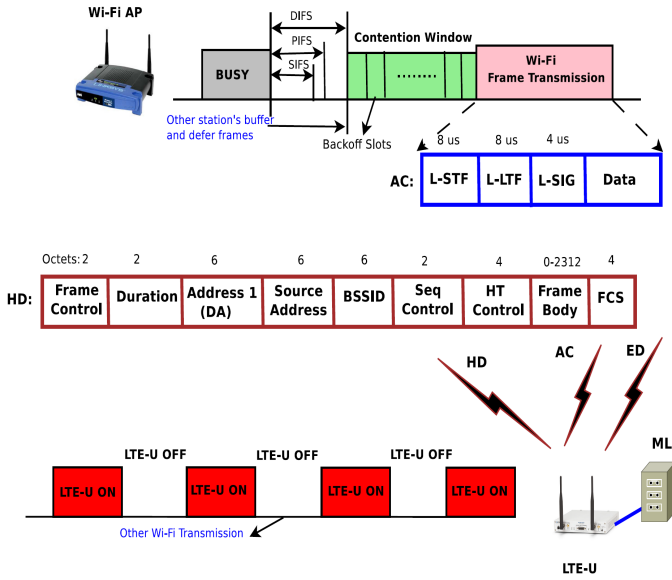 Wi-Fi AP
DIFS
PIFS
SIFS
BUSY
Contention Window
........
Wi-Fi
Frame Transmission
Other station's buffer
and defer frames
Backoff Slots
8 us
8 us
4 us
AC:
L-STF
L-LTF
L-SIG
Data
Octets: 2
2
6
6
6
2
4
0-2312
4
HD:
Frame
Control
Duration
Address 1
(DA)
Source
Address
BSSID
Seq
Control
HT
Control
Frame
Body
FCS
HD
AC
ED
ML
LTE-U OFF
LTE-U OFF
LTE-U OFF
LTE-U ON
LTE-U ON
LTE-U ON
LTE-U ON
Other Wi-Fi Transmission
LTE-U